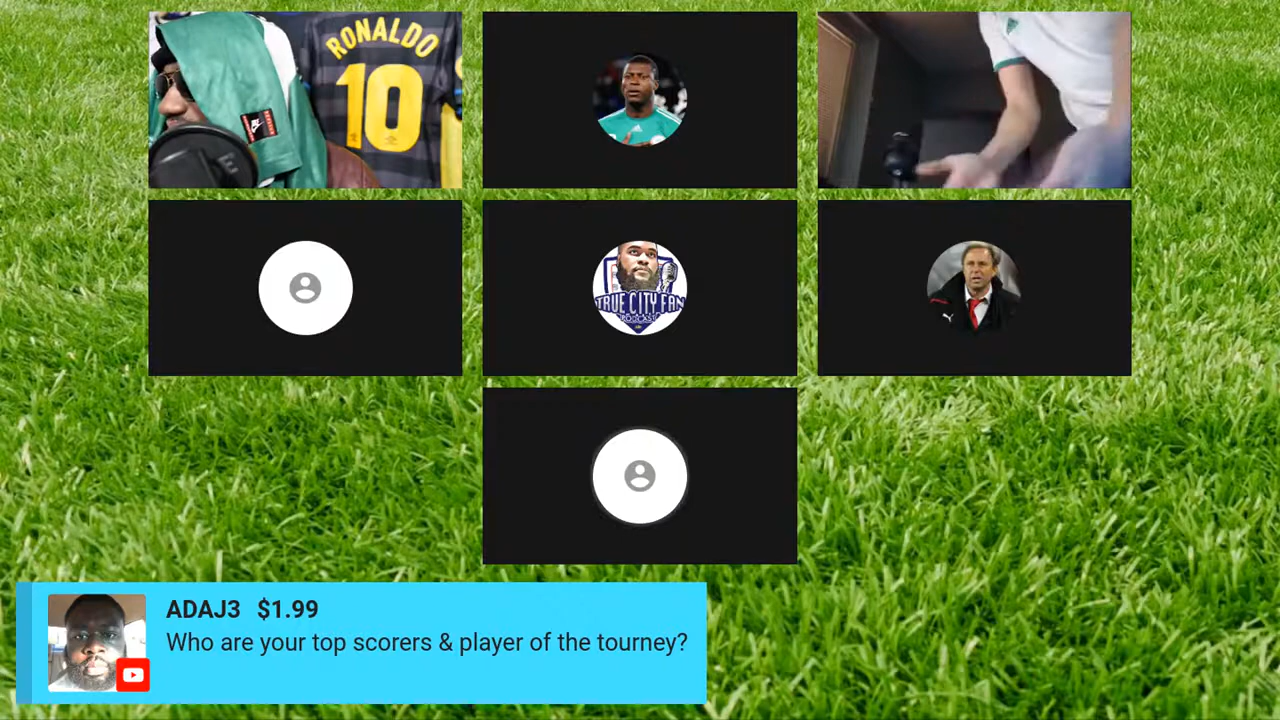 RONALDO
10
TRUE CITY FAN
PODCAST
ADAJ3 $1.99
Who are your top scorers & player of the tourney?